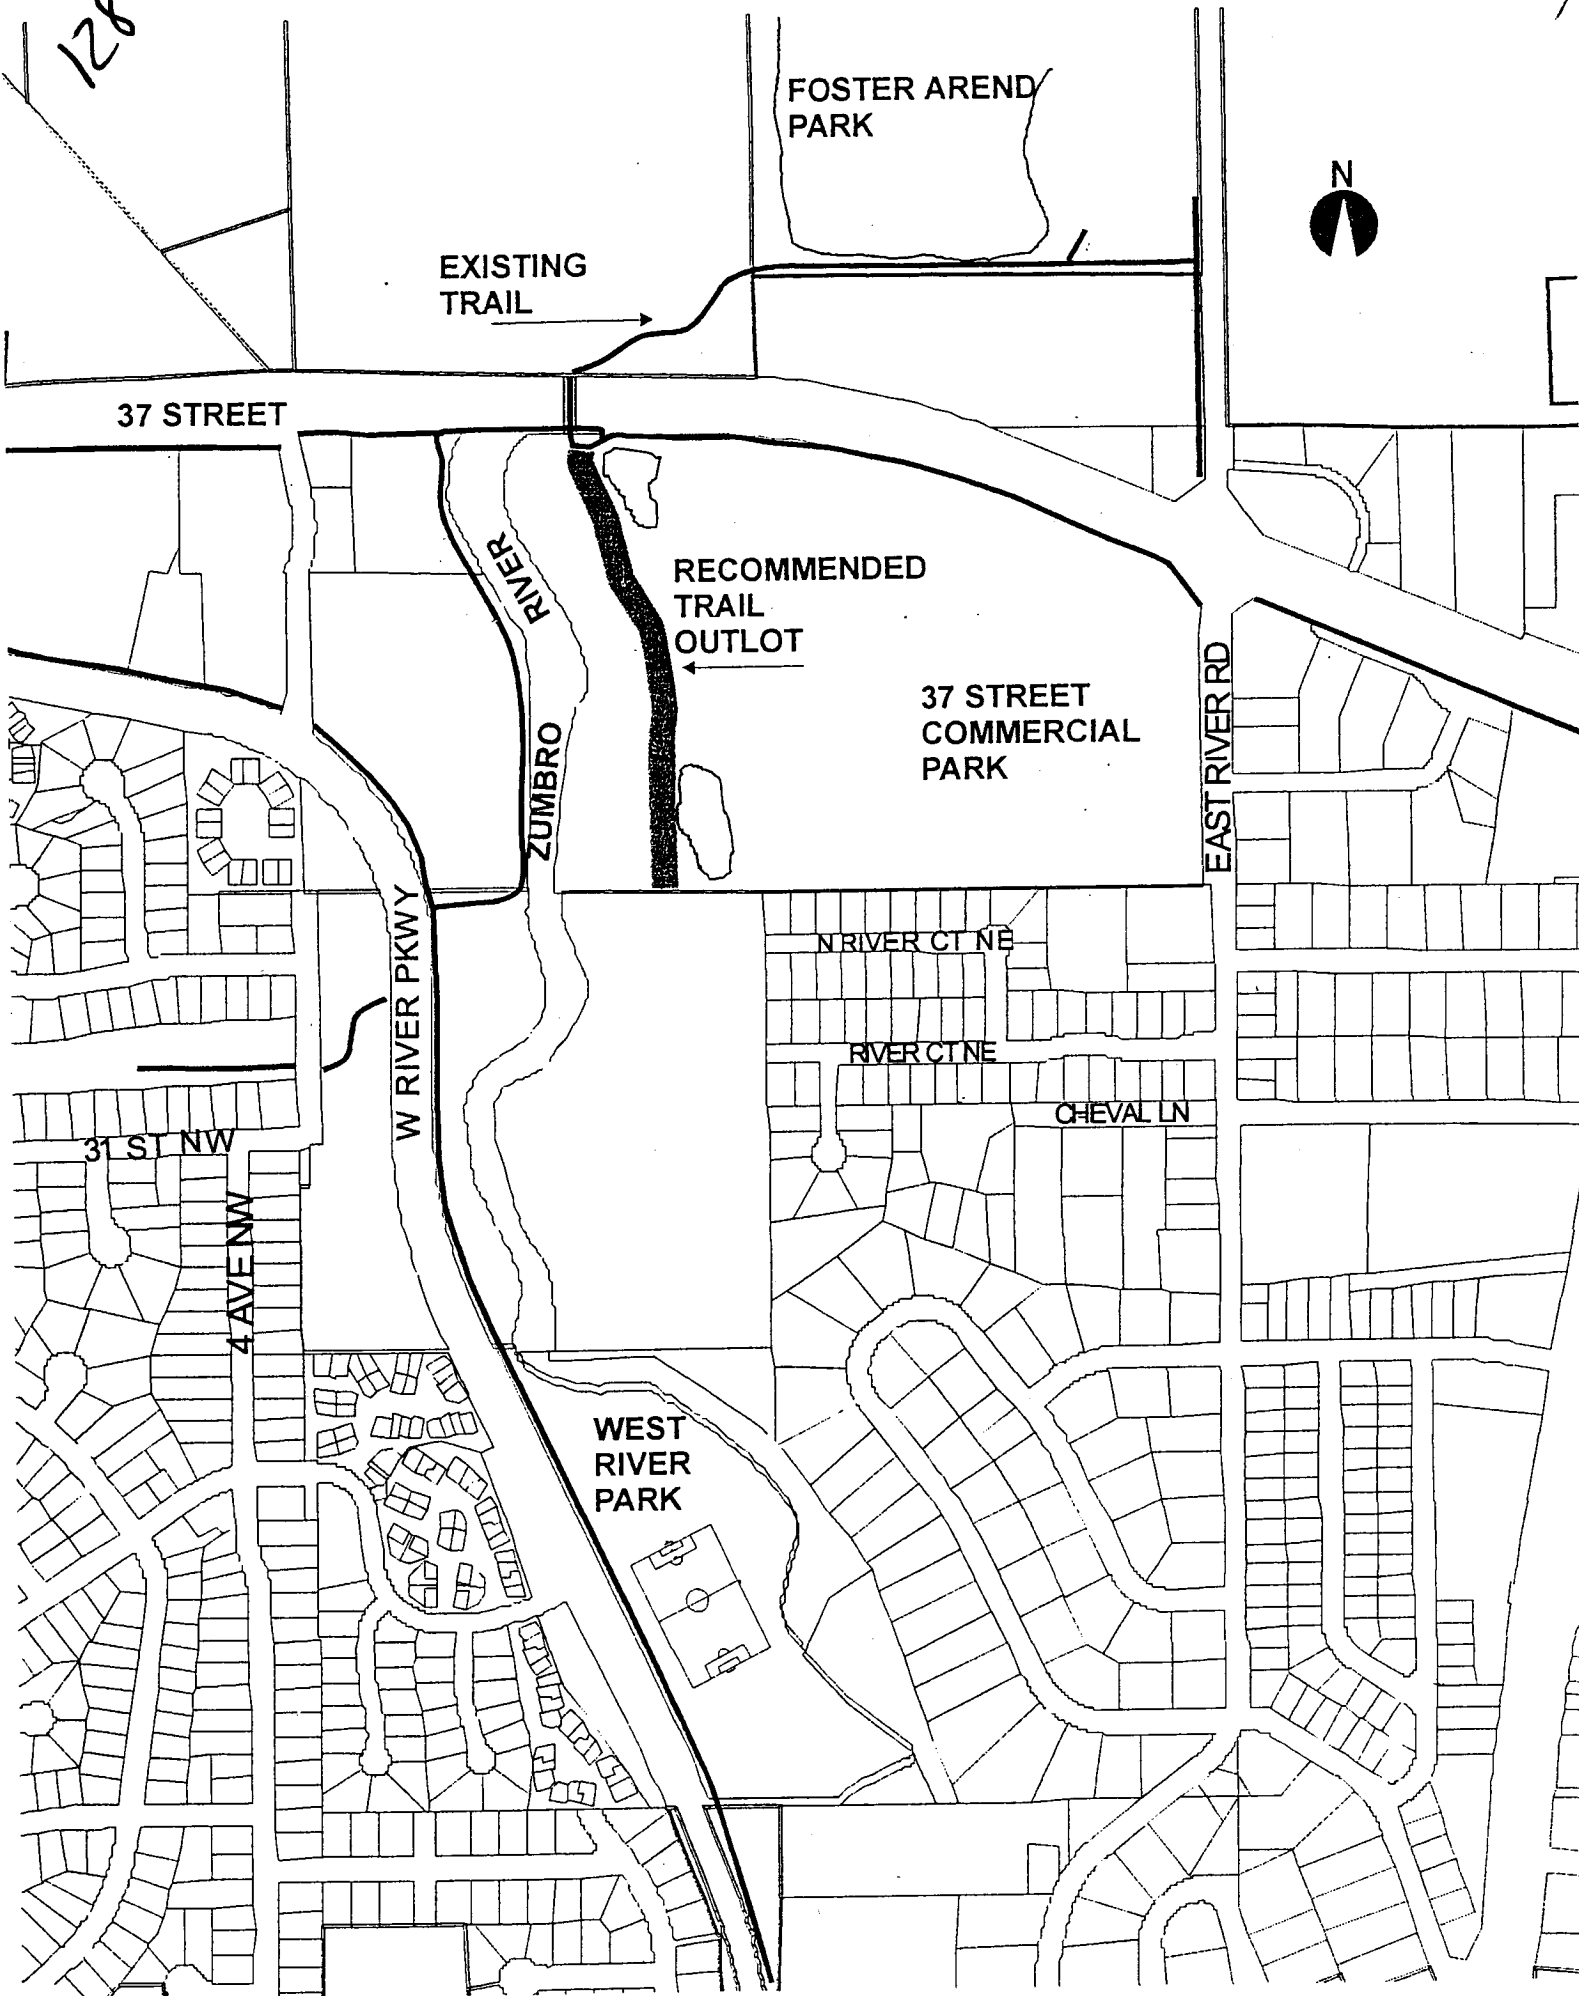 128
FOSTER AREND
PARK
N
EXISTING
TRAIL
37 STREET
RIVER
RECOMMENDED
TRAIL
OUTLOT
37 STREET
COMMERCIAL
PARK
EAST RIVER RD
ZUMBRO
W RIVER PKWY
N RIVER CT NE
RIVER CT NE
CHEVAL LN
31 ST NW
4 AVE NW
WEST
RIVER
PARK